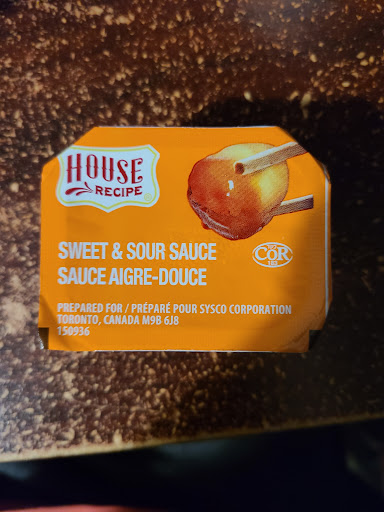 HOUSE
RECIPE
SWEET & SOUR SAUCE
SAUCE AIGRE-DOUCE
COR
PREPARED FOR / PRÉPARÉ POUR SYSCO CORPORATION
TORONTO, CANADA M9B 6J8
150936